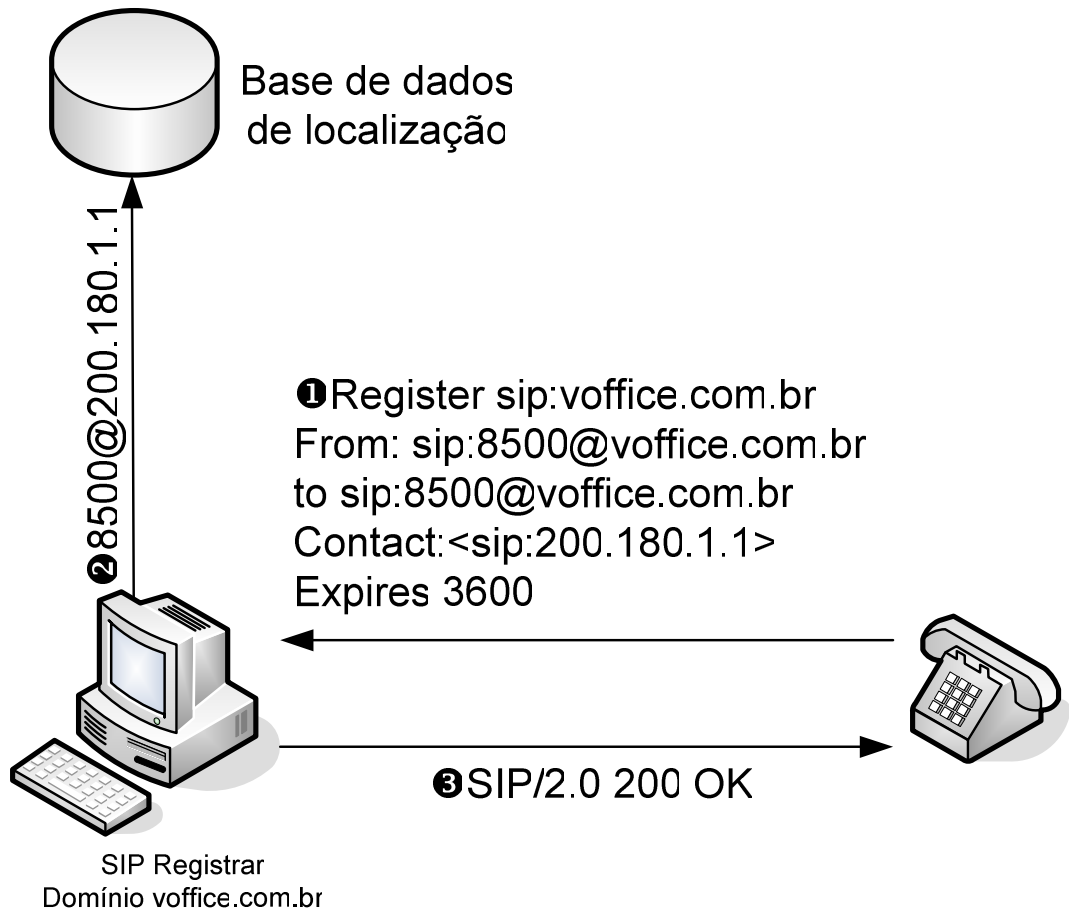 Base de dados
de localização
❷8500@200.180.1.1
❶Register sip:voffice.com.br
From: sip:8500@voffice.com.br
to sip:8500@voffice.com.br
Contact:<sip:200.180.1.1>
Expires 3600
❸SIP/2.0 200 OK
SIP Registrar
Domínio voffice.com.br